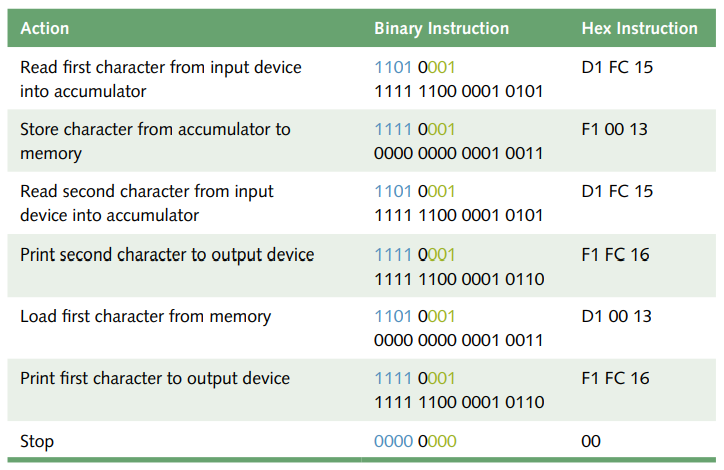 Action Binary Instruction Hex Instruction
Read first character from input device 1101 0001 D1 FC 15
into accumulator 1111 1100 0001 0101
Store character from accumulator to 1111 0001 F1 00 13
memory 0000 0000 0001 0011
Read second character from input 1101 0001 D1 FC 15
device into accumulator 1111 1100 0001 0101
Print second character to output device 1111 0001 F1 FC 16
1111 1100 0001 0110
Load first character from memory 1101 0001 D1 00 13
0000 0000 0001 0011
Print first character to output device 1111 0001 F1 FC 16
1111 1100 0001 0110
Stop 0000 0000 00